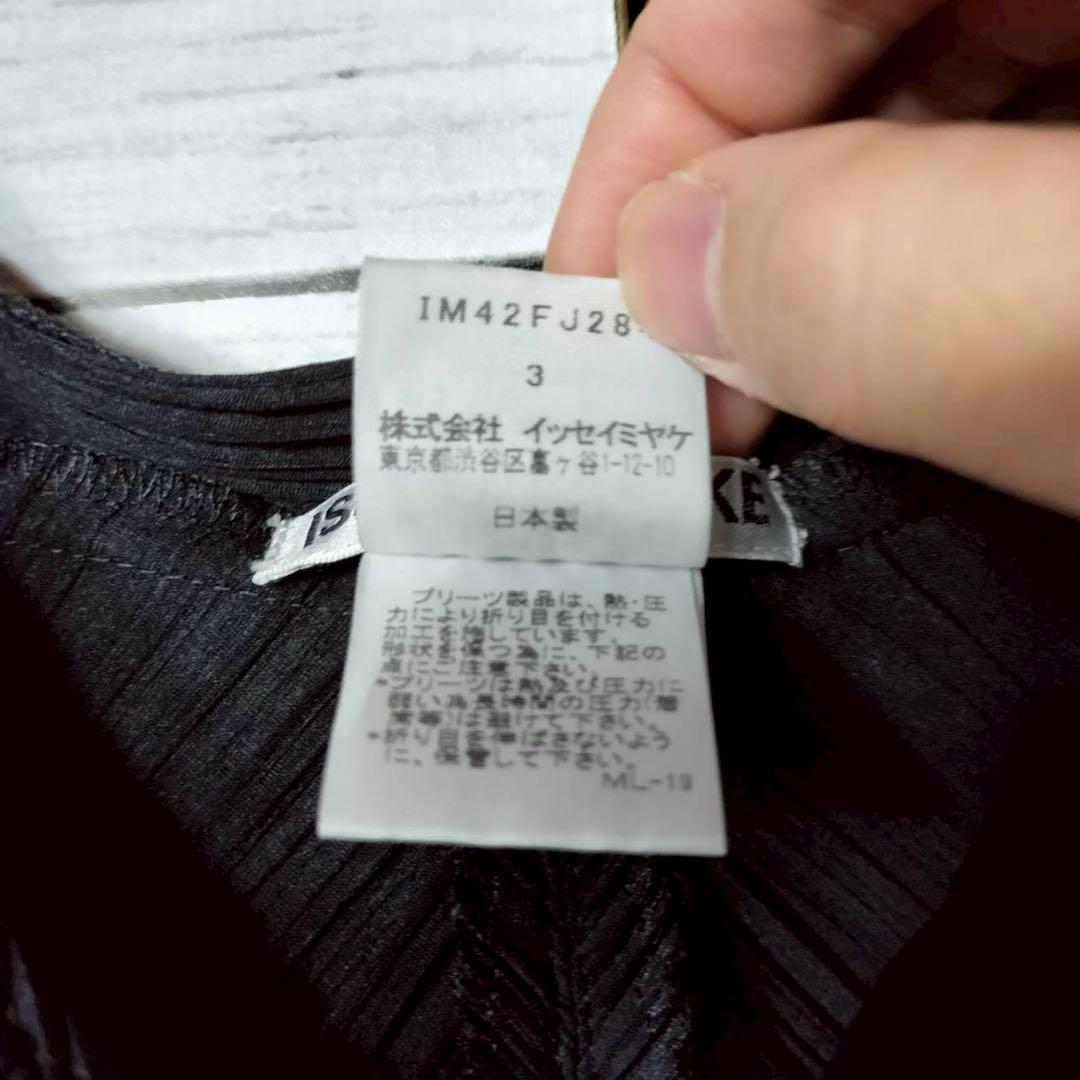 IM42FJ28
3
株式会社 イッセイミヤケ
東京都渋谷区富ヶ谷1-12-10
日本製
IS KE
プリーツ製品は、熱・圧
力により折り目を付ける
加工を施しています。
形状を保つ為に、下記の
点にご注意下さい。
*プリーツは熱及び圧力に
弱い為長時間の圧力(着
席等)は避けて下さい。
*折り目を伸ばさないよう
に、保管して下さい。
ML-19